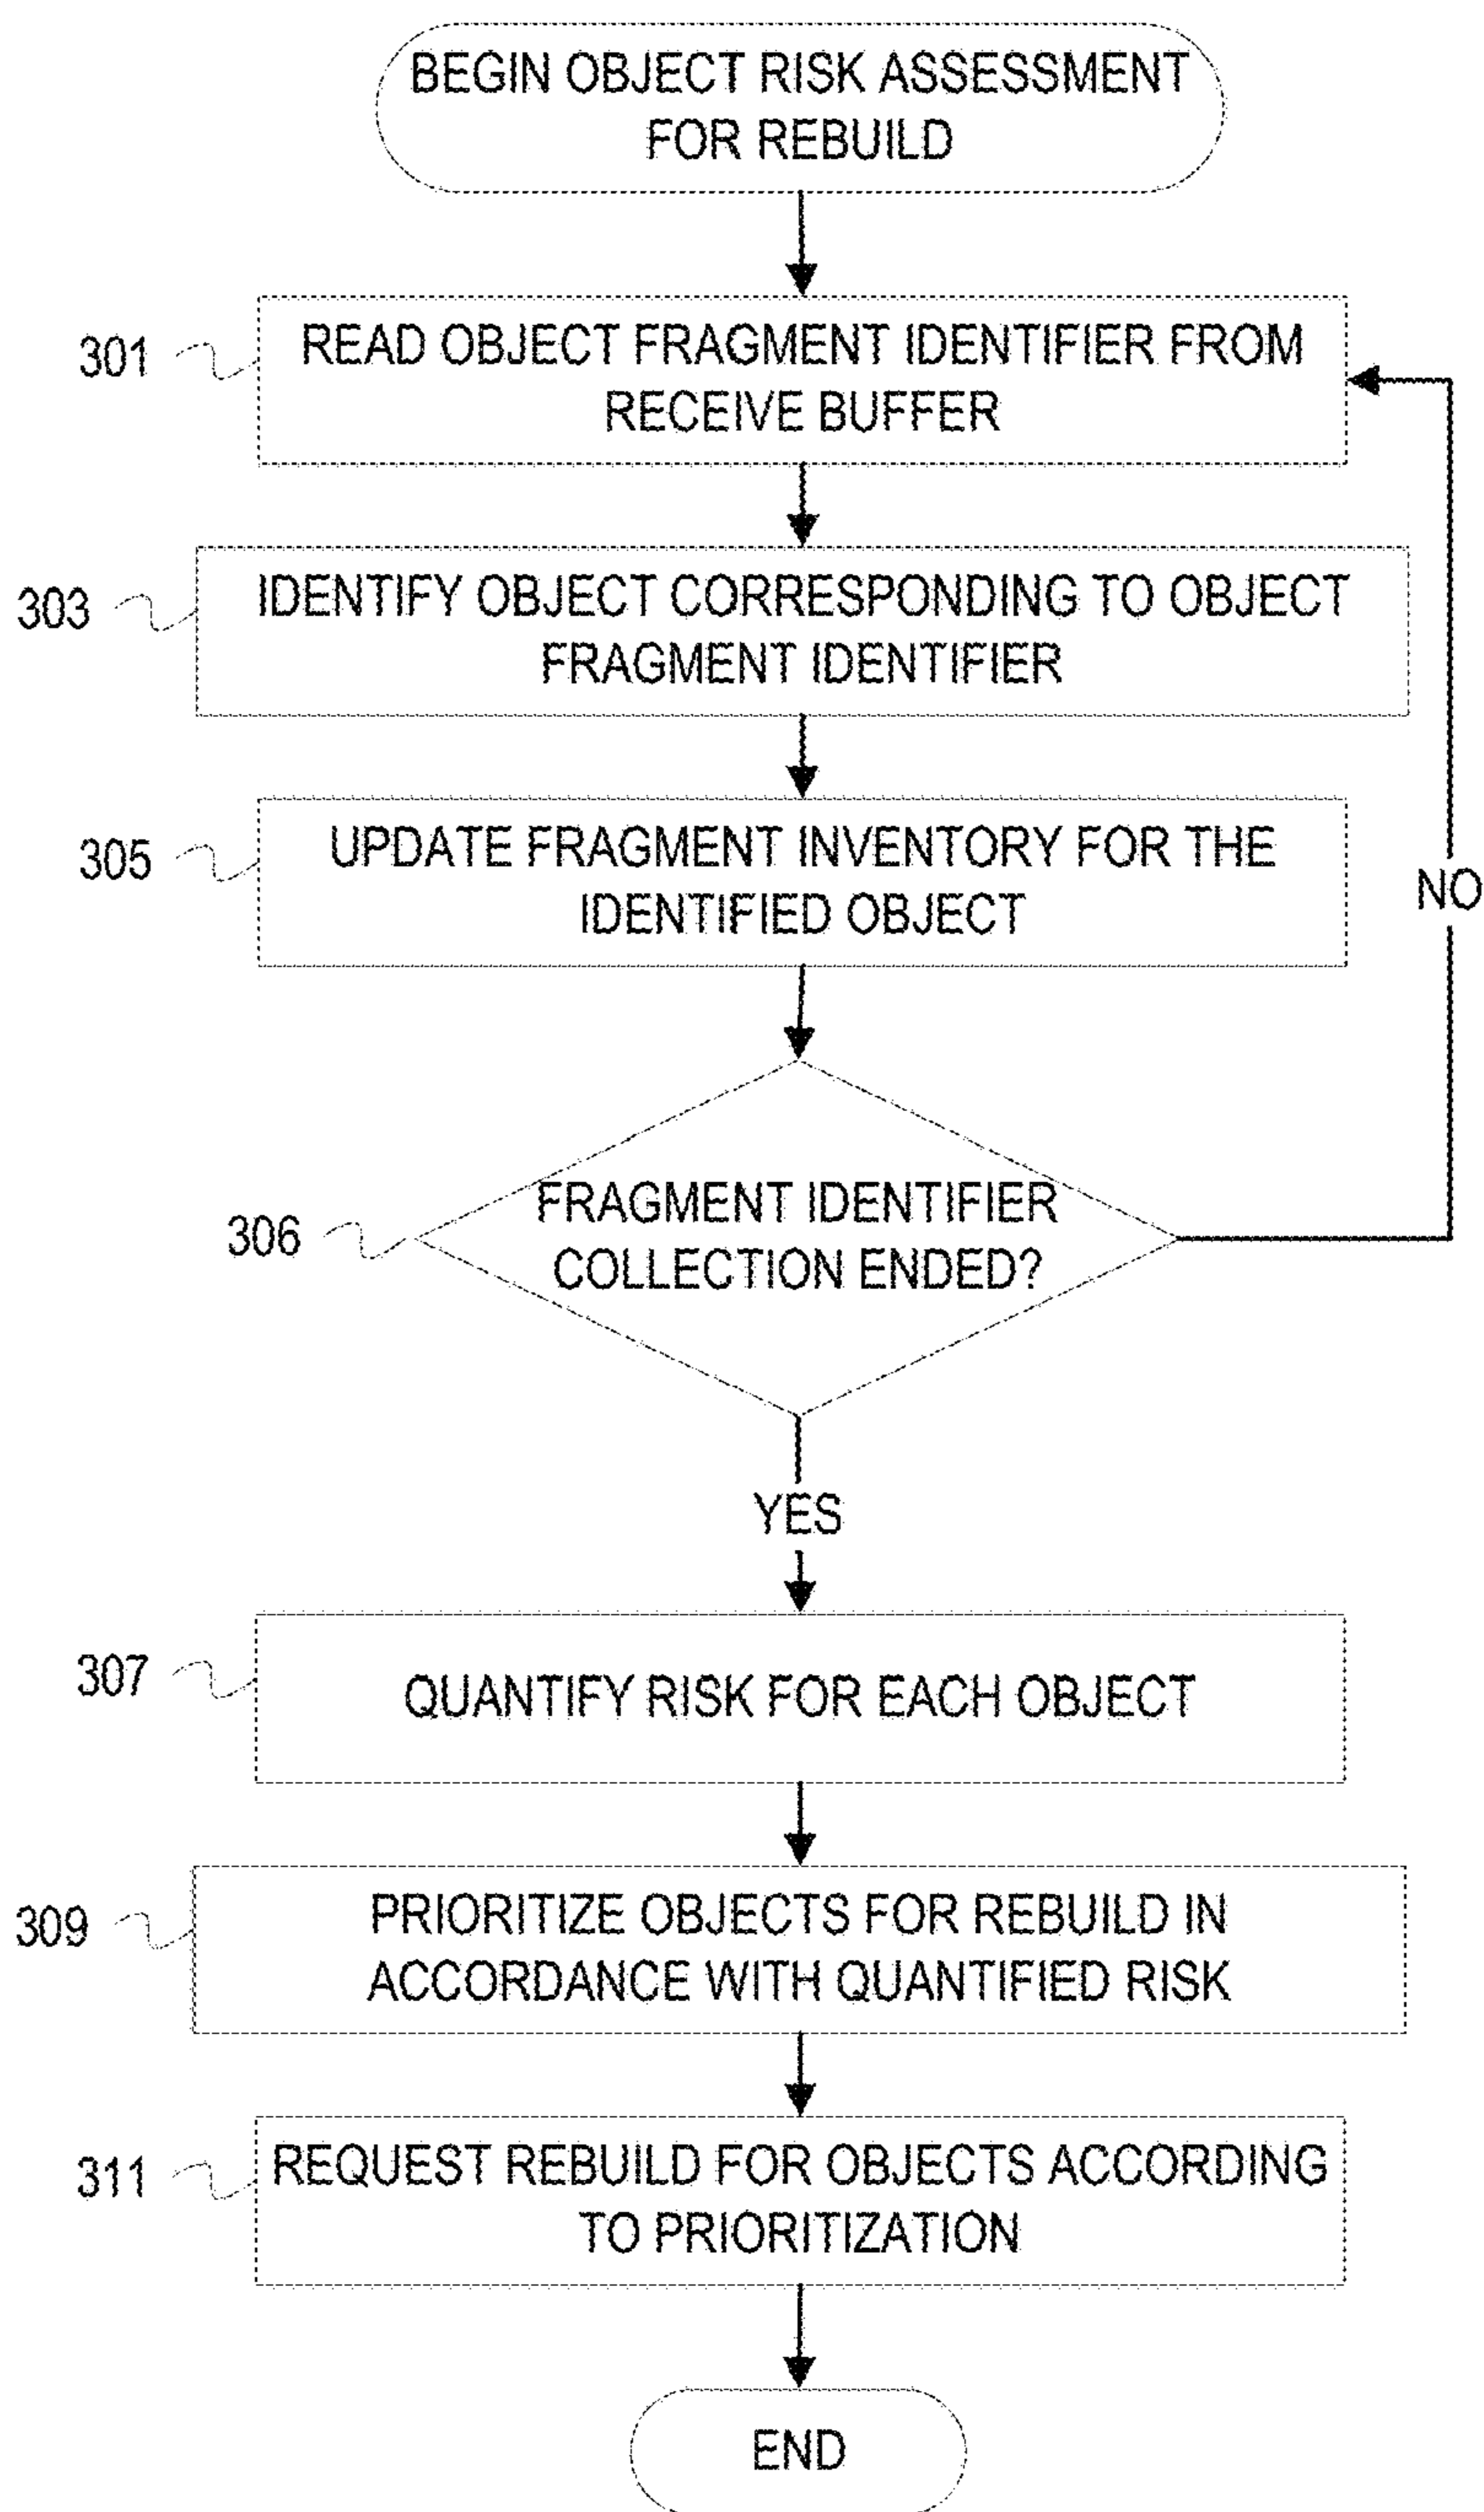 BEGIN OBJECT RISK ASSESSMENT
FOR REBUILD
301
READ OBJECT FRAGMENT IDENTIFIER FROM
RECEIVE BUFFER
303
IDENTIFY OBJECT CORRESPONDING TO OBJECT
FRAGMENT IDENTIFIER
305
UPDATE FRAGMENT INVENTORY FOR THE
IDENTIFIED OBJECT
NO
306
FRAGMENT IDENTIFIER
COLLECTION ENDED?
YES
307
QUANTIFY RISK FOR EACH OBJECT
309
PRIORITIZE OBJECTS FOR REBUILD IN
ACCORDANCE WITH QUANTIFIED RISK
311
REQUEST REBUILD FOR OBJECTS ACCORDING
TO PRIORITIZATION
END